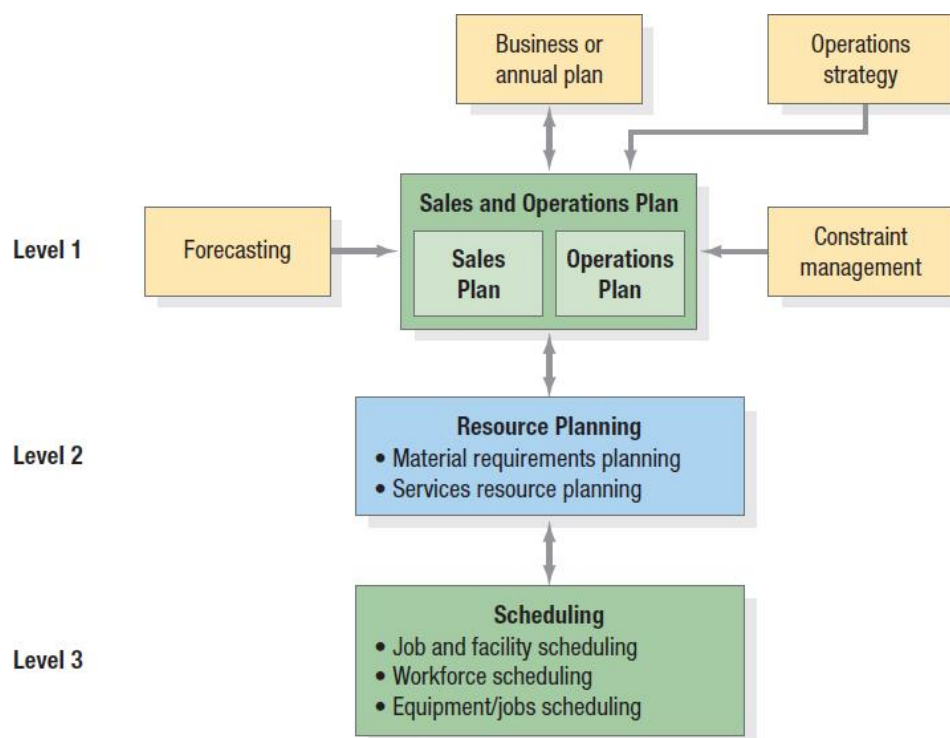 Business or
annual plan
Operations
strategy
Level 1
Forecasting
Sales and Operations Plan
Sales
Plan
Operations
Plan
Constraint
management
Level 2
Resource Planning
• Material requirements planning
• Services resource planning
Level 3
Scheduling
• Job and facility scheduling
• Workforce scheduling
• Equipment/jobs scheduling